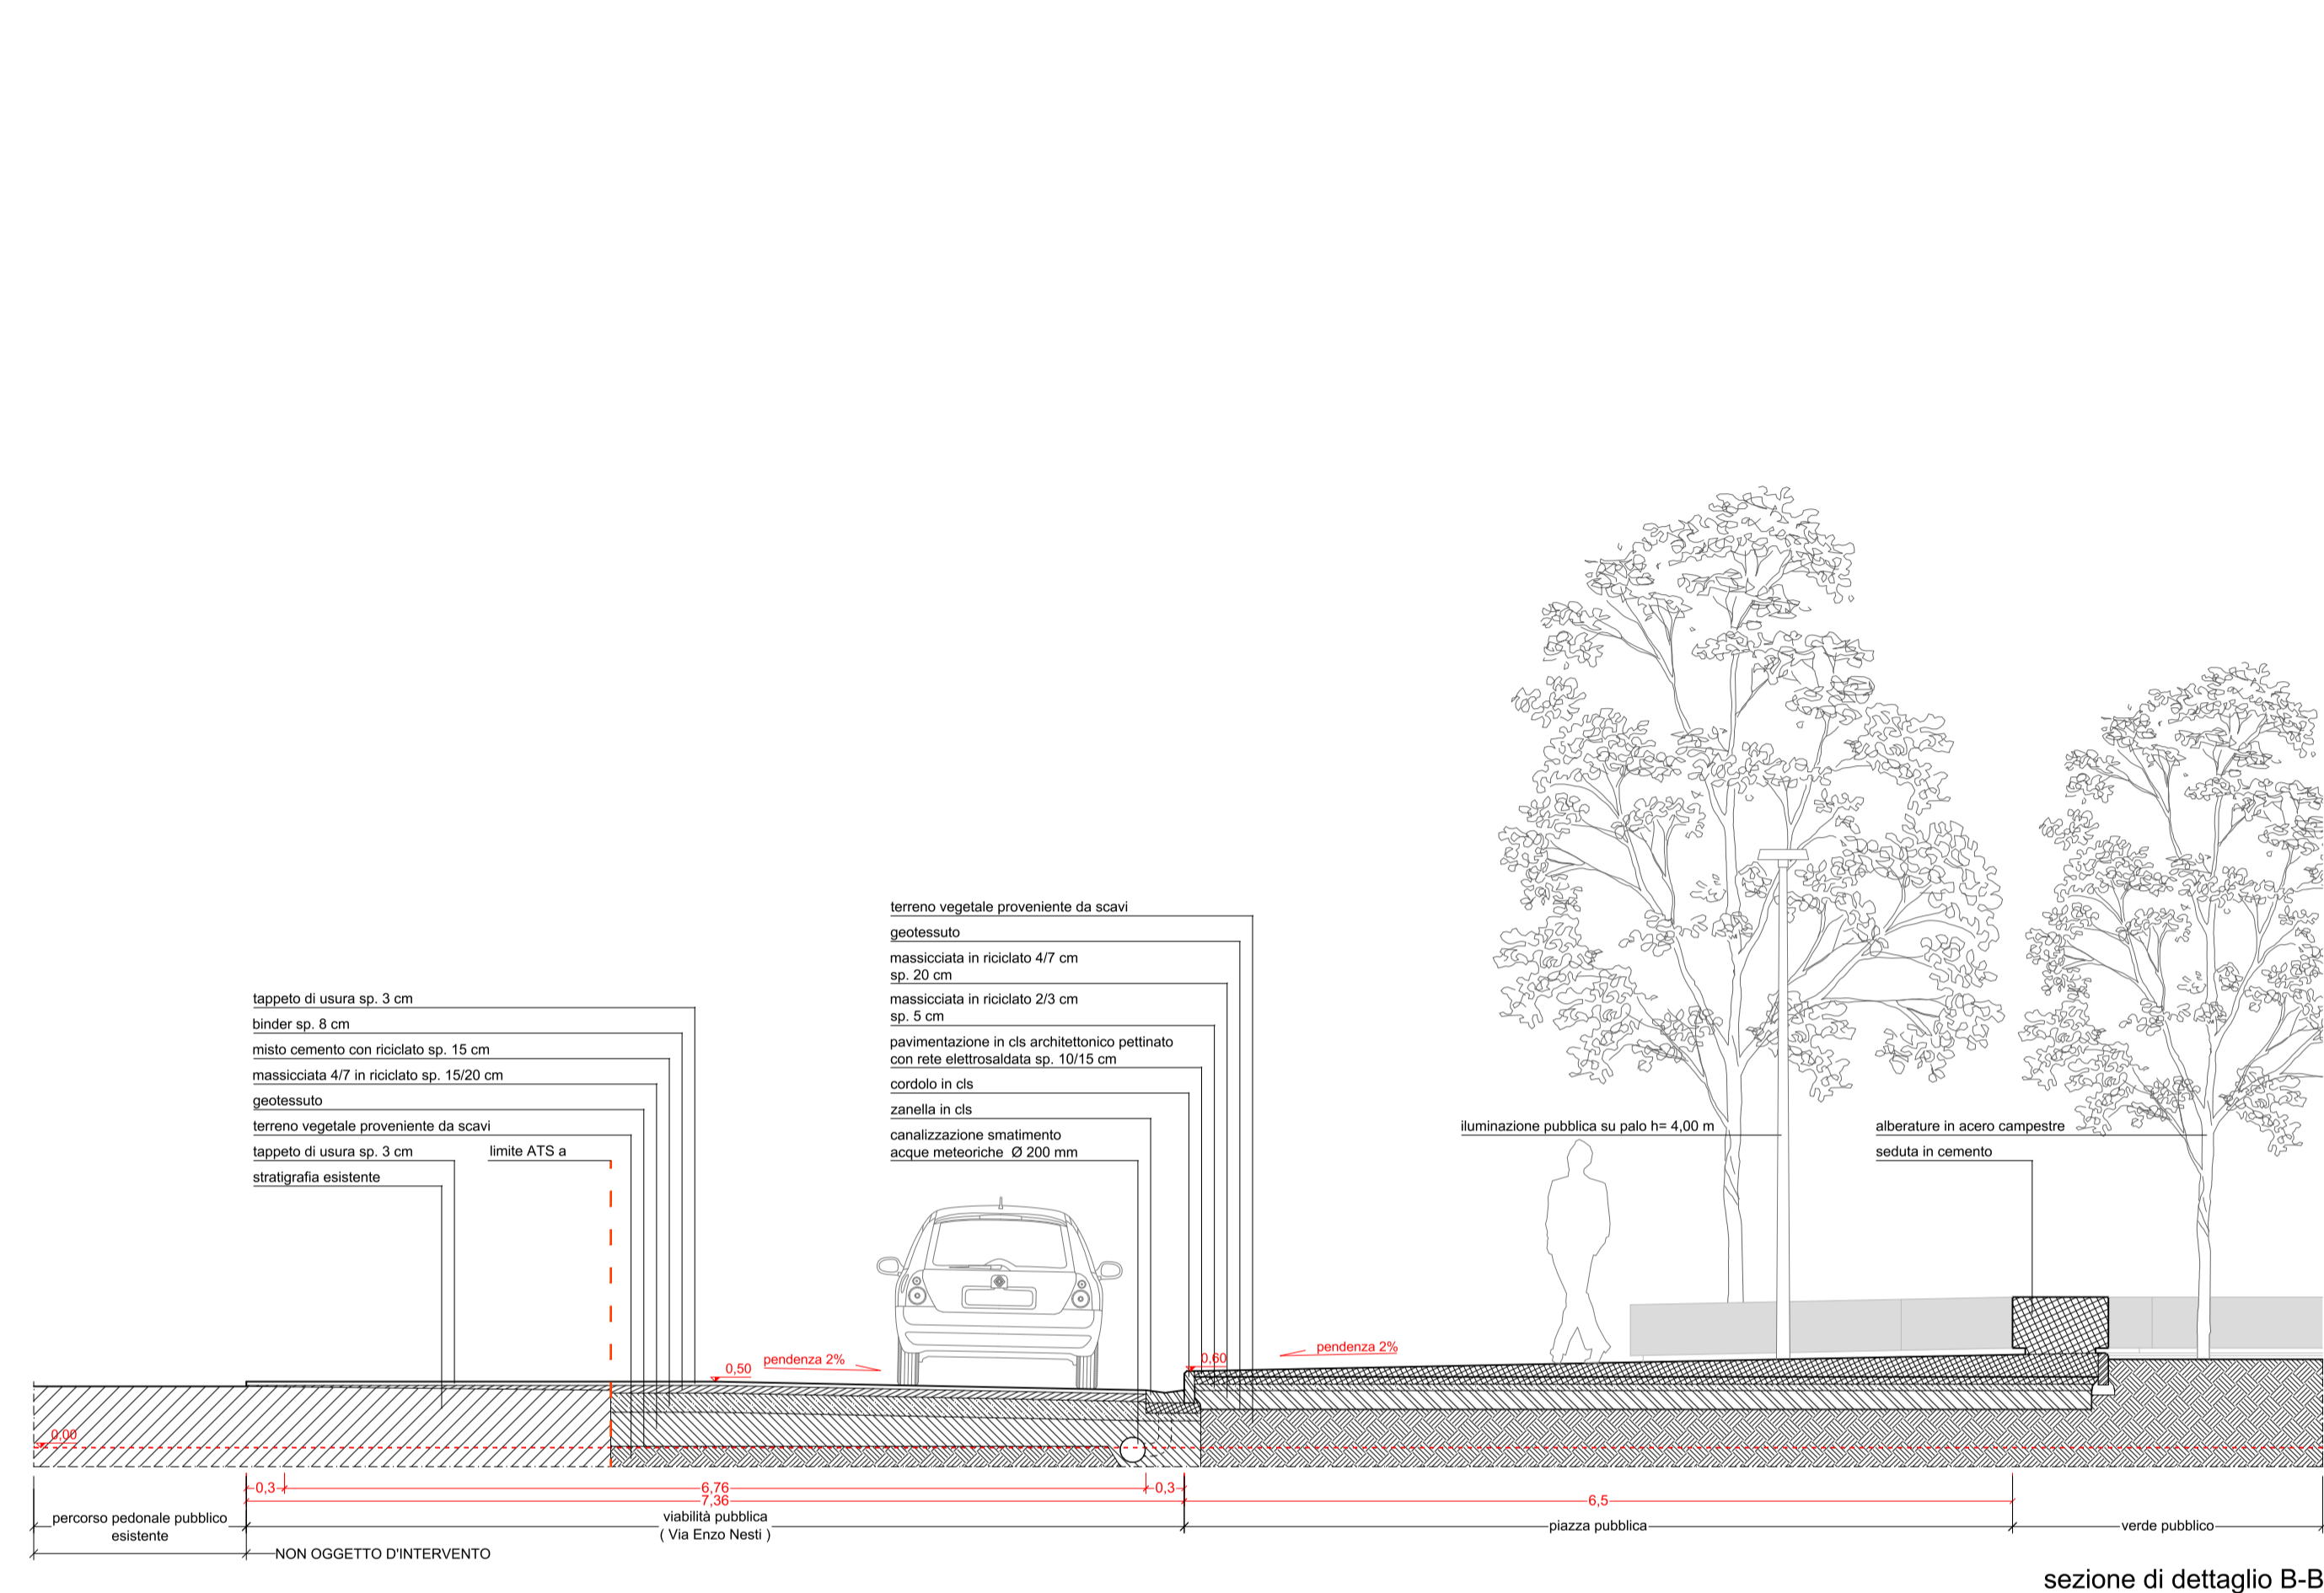 terreno vegetale proveniente da scavi
geotessuto
massicciata in riciclato 4/7 cm
sp. 20 cm
massicciata in riciclato 2/3 cm
sp. 5 cm
pavimentazione in cls architettonico pettinato
con rete elettrosaldata sp. 10/15 cm
cordolo in cls
zanella in cls
canalizzazione smatimento
acque meteoriche Ø 200 mm
tappeto di usura sp. 3 cm
binder sp. 8 cm
misto cemento con riciclato sp. 15 cm
massicciata 4/7 in riciclato sp. 15/20 cm
geotessuto
terreno vegetale proveniente da scavi
tappeto di usura sp. 3 cm
limite ATS a
stratigrafia esistente
iluminazione pubblica su palo h= 4,00 m
alberature in acero campestre
seduta in cemento
0,50
pendenza 2%
0,60
pendenza 2%
0,00
0,3
6,76
0,3
7,36
6,5
percorso pedonale pubblico
esistente
viabilità pubblica
( Via Enzo Nesti )
piazza pubblica
verde pubblico
NON OGGETTO D'INTERVENTO
sezione di dettaglio B-B